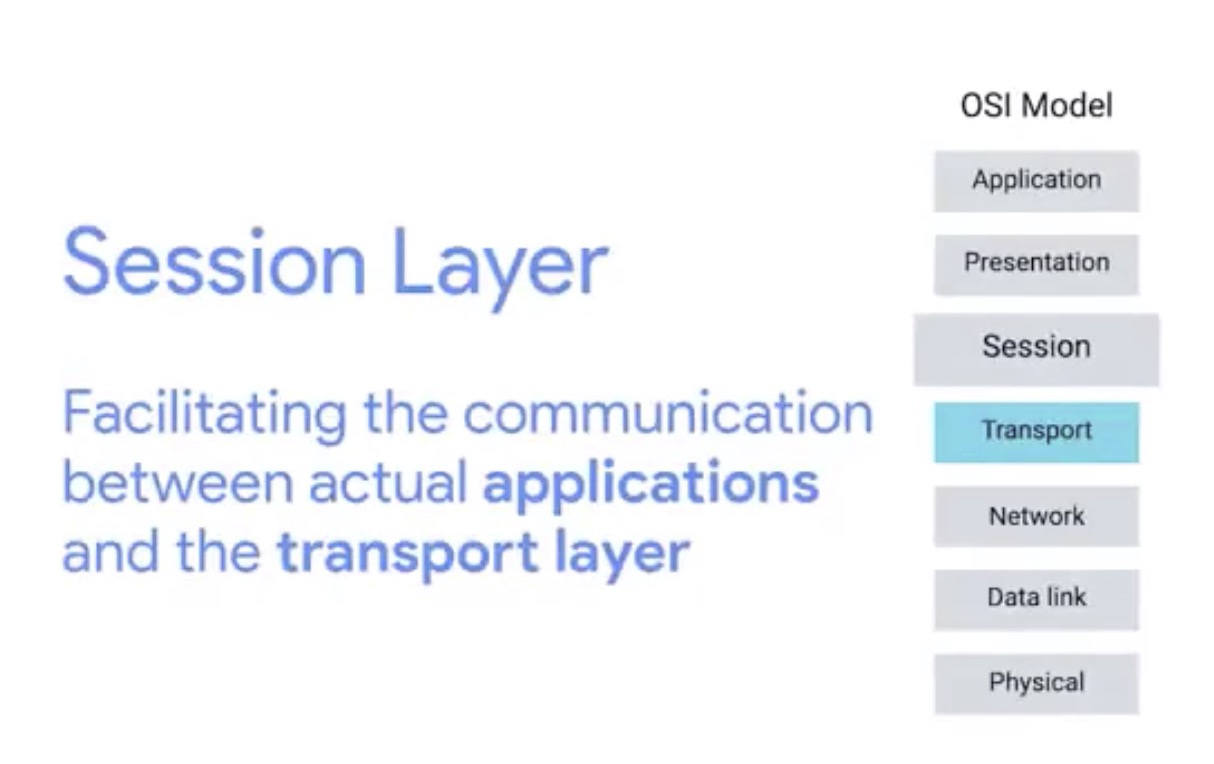 Session Layer
Facilitating the communication
between actual applications
and the transport layer
OSI Model
Application
Presentation
Session
Transport
Network
Data link
Physical